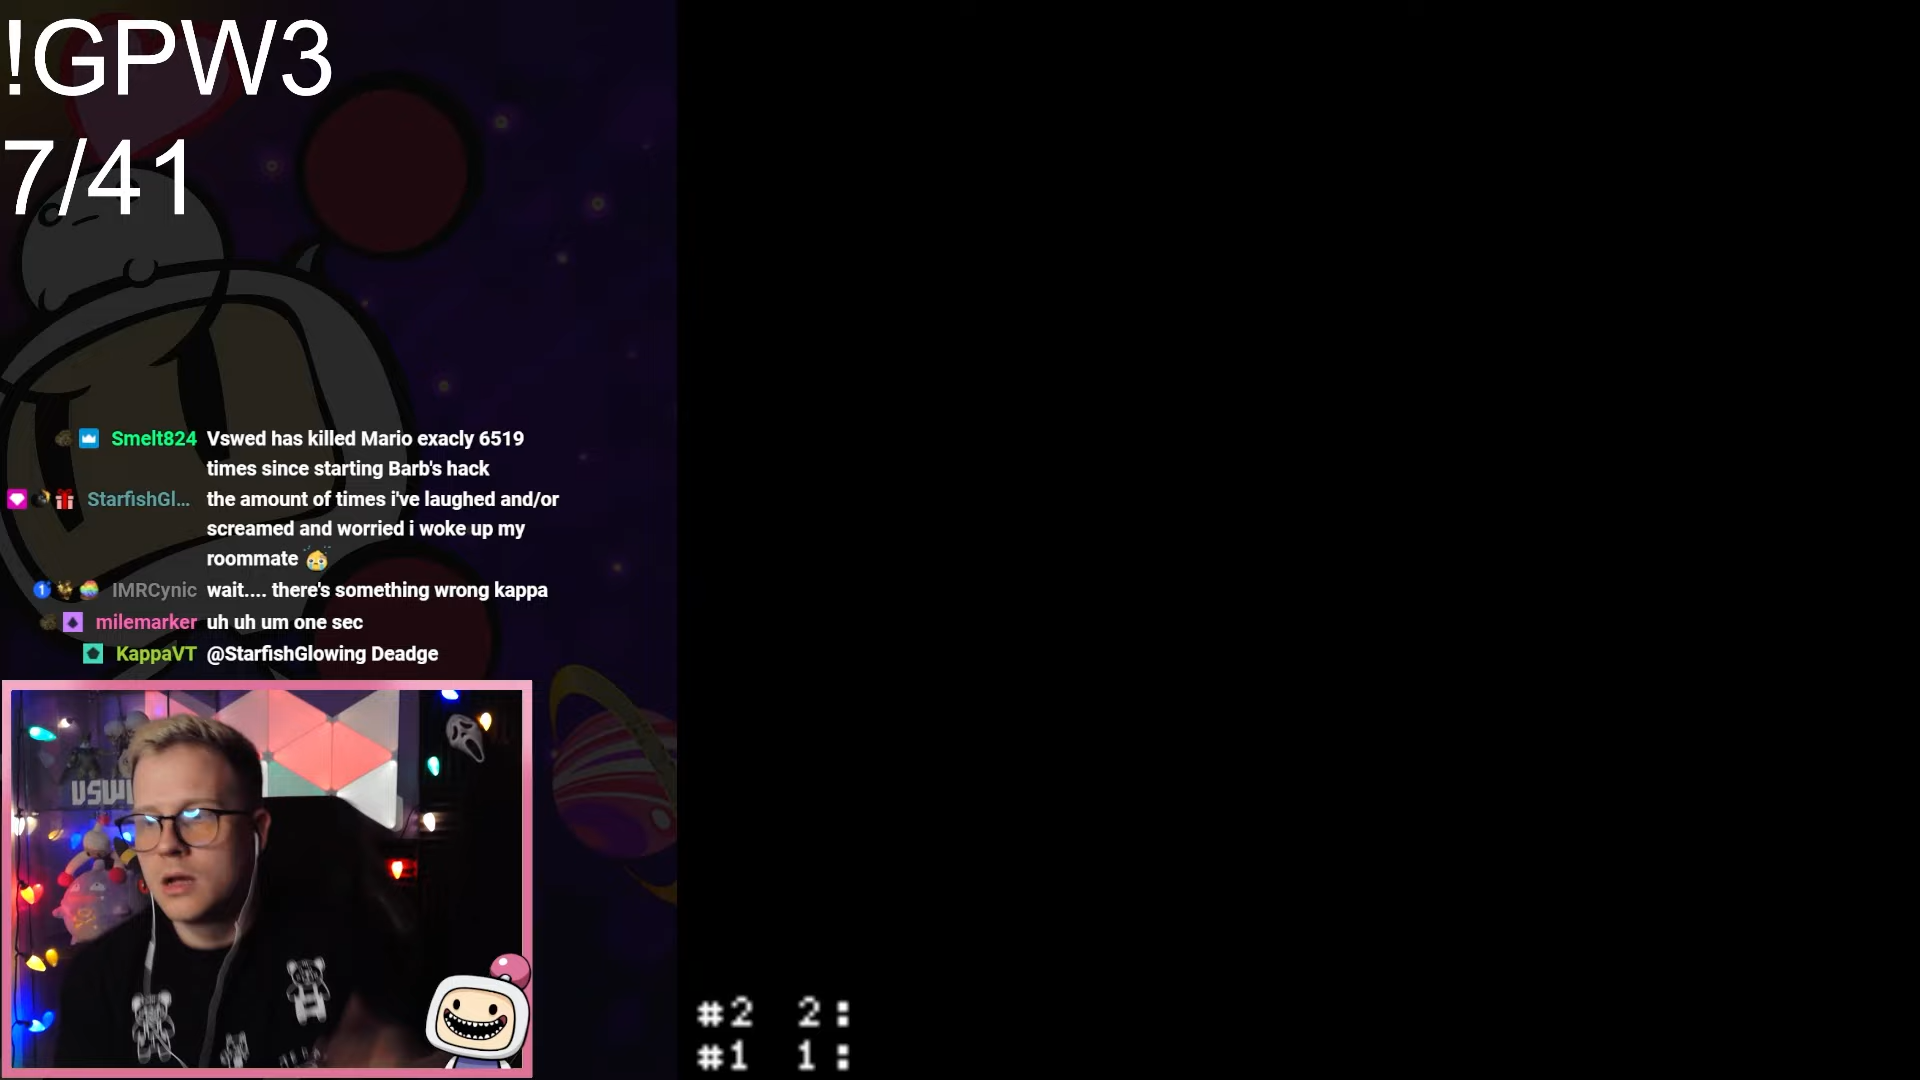 !GPW3
7/41
Smelt824 Vswed has killed Mario exacly 6519
times since starting Barb's hack
StarfishGl... the amount of times i've laughed and/or
screamed and worried i woke up my
roommate
IMRCynic wait.... there's something wrong kappa
milemarker uh uh um one sec
KappaVT @StarfishGlowing Deadge
#2 2:
#1 1: